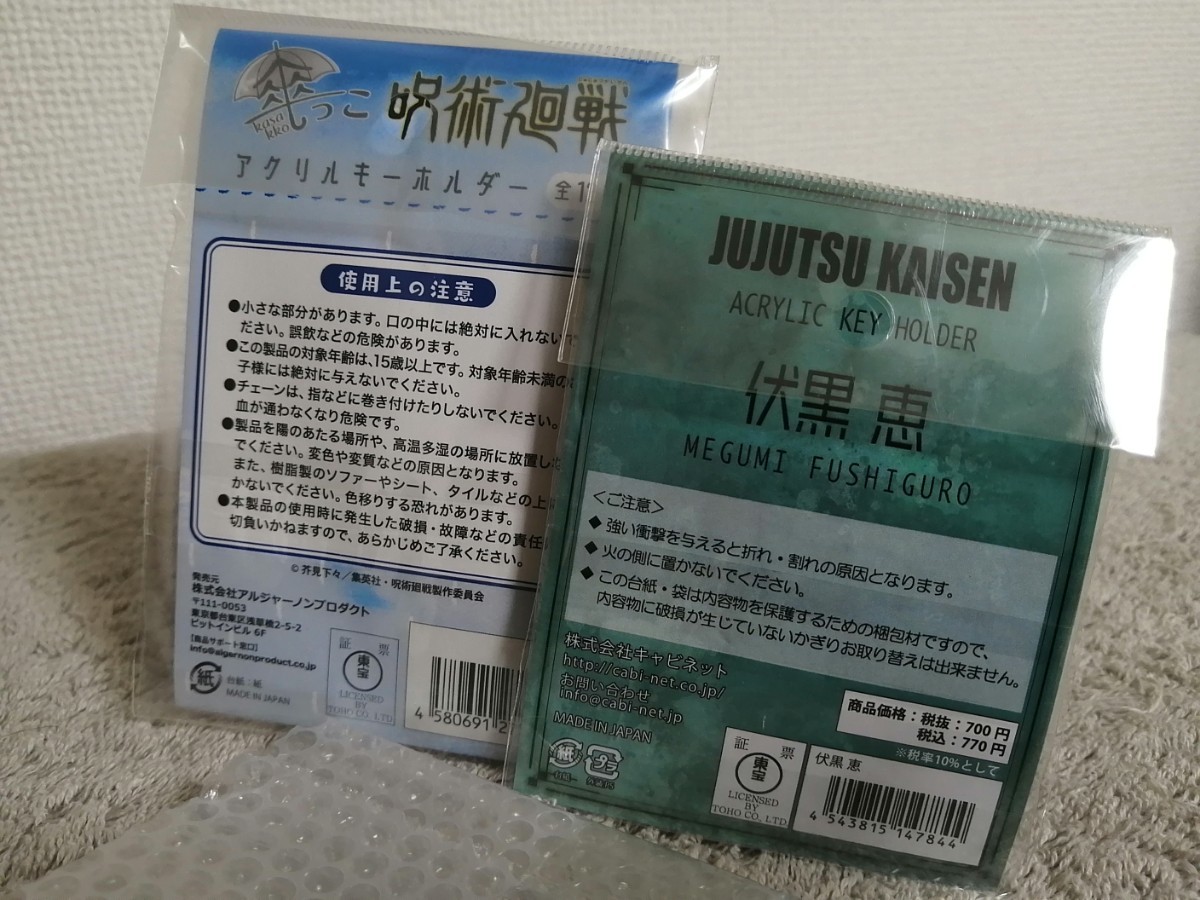 傘っこ
kasa
kko
呪術廻戦
アクリルキーホルダー
全1
使用上の注意
●小さな部分があります。口の中には絶対に入れないで
ださい。誤飲などの危険があります。
●この製品の対象年齢は、15歳以上です。対象年齢未満の
子様には絶対に与えないでください。
●チェーンは、指などに巻き付けたりしないでください。
血が通わなくなり危険です。
●製品を陽のあたる場所や、高温多湿の場所に放置し
でください。変色や変質などの原因となります。
また、樹脂製のソファーやシート、タイルなどの上
かないでください。色移りする恐れがあります。
●本製品の使用時に発生した破損・故障などの責任
切負いかねますので、あらかじめご了承ください。
©芥見下々/集英社・呪術廻戦製作委員会
発売元
株式会社アルジャーノンプロダクト
〒111-0053
東京都台東区浅草橋2-5-2
ビットインビル 6F
【商品サポート窓口】
info@algernonproduct.co.jp
紙
台紙:紙
MADE IN JAPAN
証 票
東宝
LICENSED
BY
TOHO CO., LTD
4 580691 2
JUJUTSU KAISEN
ACRYLIC KEY HOLDER
伏黒 恵
MEGUMI FUSHIGURO
<ご注意>
◆ 強い衝撃を与えると折れ・割れの原因となります。
◆ 火の側に置かないでください。
◆ この台紙・袋は内容物を保護するための梱包材ですので、
内容物に破損が生じていないかぎりお取り替えは出来ません。
株式会社キャビネット
http://cabi-net.co.jp/
お問い合わせ
info@cabi-net.jp
MADE IN JAPAN
紙
プラ
商品価格:税抜:700円
税込:770円
※税率10%として
証 票
東宝
LICENSED
BY
TOHO CO., LTD
伏黒 恵
4 543815 147844